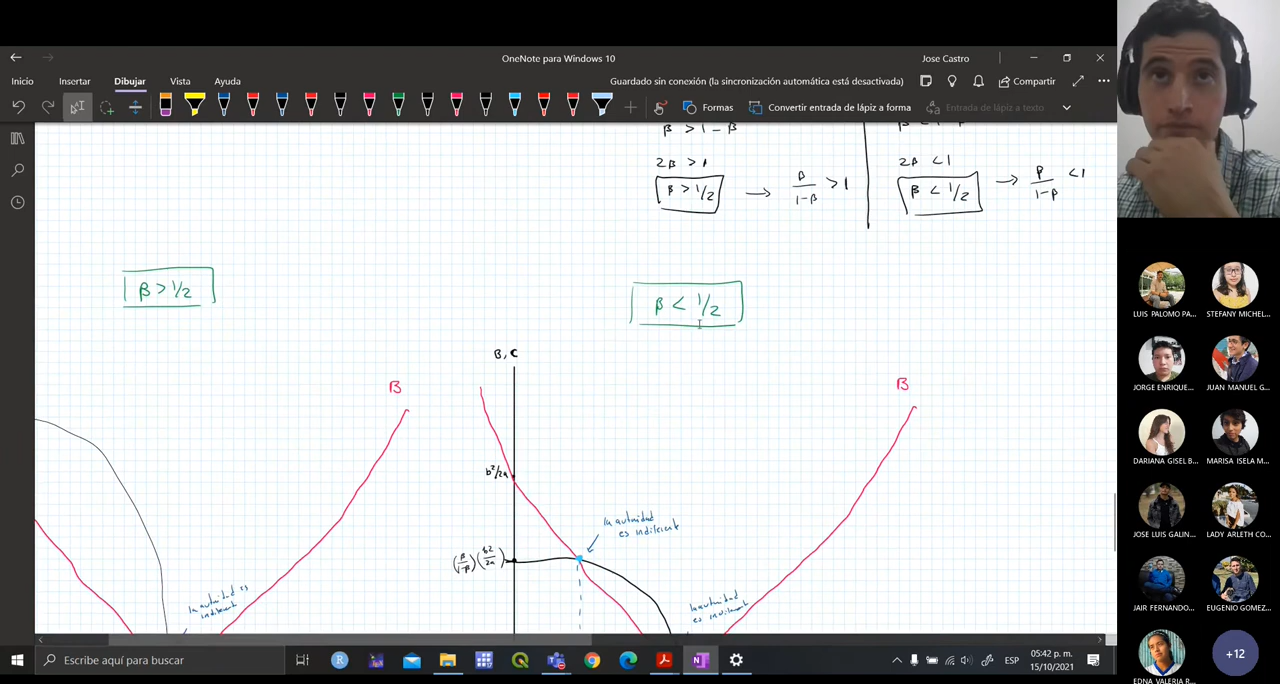 OneNote para Windows 10
Jose Castro
Inicio
Insertar
Dibujar
Vista
Ayuda
Guardado sin conexión (la sincronización automática está desactivada)
Compartir
Formas
Convertir entrada de lápiz a forma
Entrada de lápiz a texto
β > 1 - β
2β > 1
β > 1/2 → β/1-β > 1
2β < 1
β < 1/2 → β/1-β < 1
β > 1/2
β < 1/2
B, C
B
B
b²/2a
la autoridad
es indiferente
(β/1-β)(b2/2a)
la autoridad es
indiferente
la autoridad
es indiferente
LUIS PALOMO PA...
STEFANY MICHEL...
JORGE ENRIQUE...
JUAN MANUEL G...
DARIANA GISEL B...
MARISA ISELA M...
JOSE LUIS GALIN...
LADY ARLETH CO...
JAIR FERNANDO...
EUGENIO GOMEZ...
EDNA VALERIA R...
+12
Escribe aquí para buscar
ESP
05:42 p. m.
15/10/2021